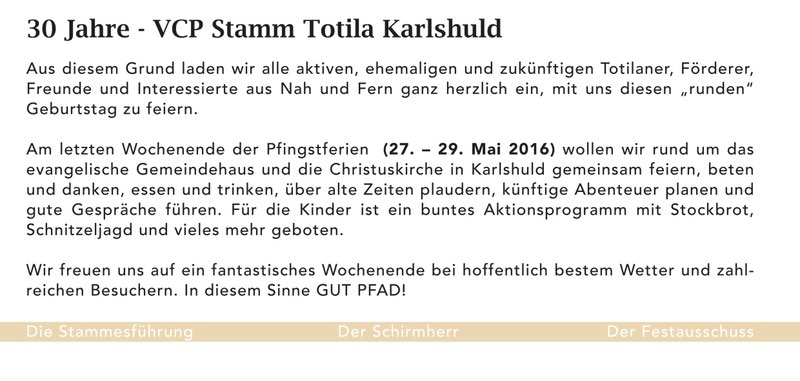 30 Jahre - VCP Stamm Totila Karlshuld
Aus diesem Grund laden wir alle aktiven, ehemaligen und zukünftigen Totilaner, Förderer,
Freunde und Interessierte aus Nah und Fern ganz herzlich ein, mit uns diesen „runden“
Geburtstag zu feiern.
Am letzten Wochenende der Pfingstferien (27. – 29. Mai 2016) wollen wir rund um das
evangelische Gemeindehaus und die Christuskirche in Karlshuld gemeinsam feiern, beten
und danken, essen und trinken, über alte Zeiten plaudern, künftige Abenteuer planen und
gute Gespräche führen. Für die Kinder ist ein buntes Aktionsprogramm mit Stockbrot,
Schnitzeljagd und vieles mehr geboten.
Wir freuen uns auf ein fantastisches Wochenende bei hoffentlich bestem Wetter und zahl-
reichen Besuchern. In diesem Sinne GUT PFAD!
Die Stammesführung Der Schirmherr Der Festausschuss